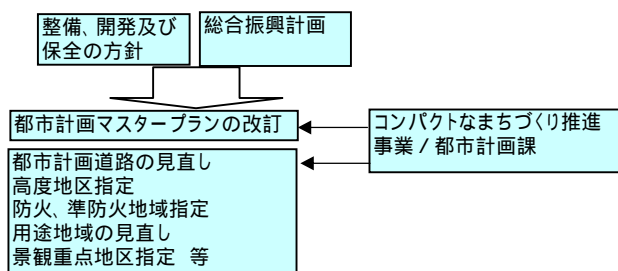 整備、開発及び
保全の方針
総合振興計画
都市計画マスタープランの改訂
コンパクトなまちづくり推進
事業/都市計画課
都市計画道路の見直し
高度地区指定
防火、準防火地域指定
用途地域の見直し
景観重点地区指定 等